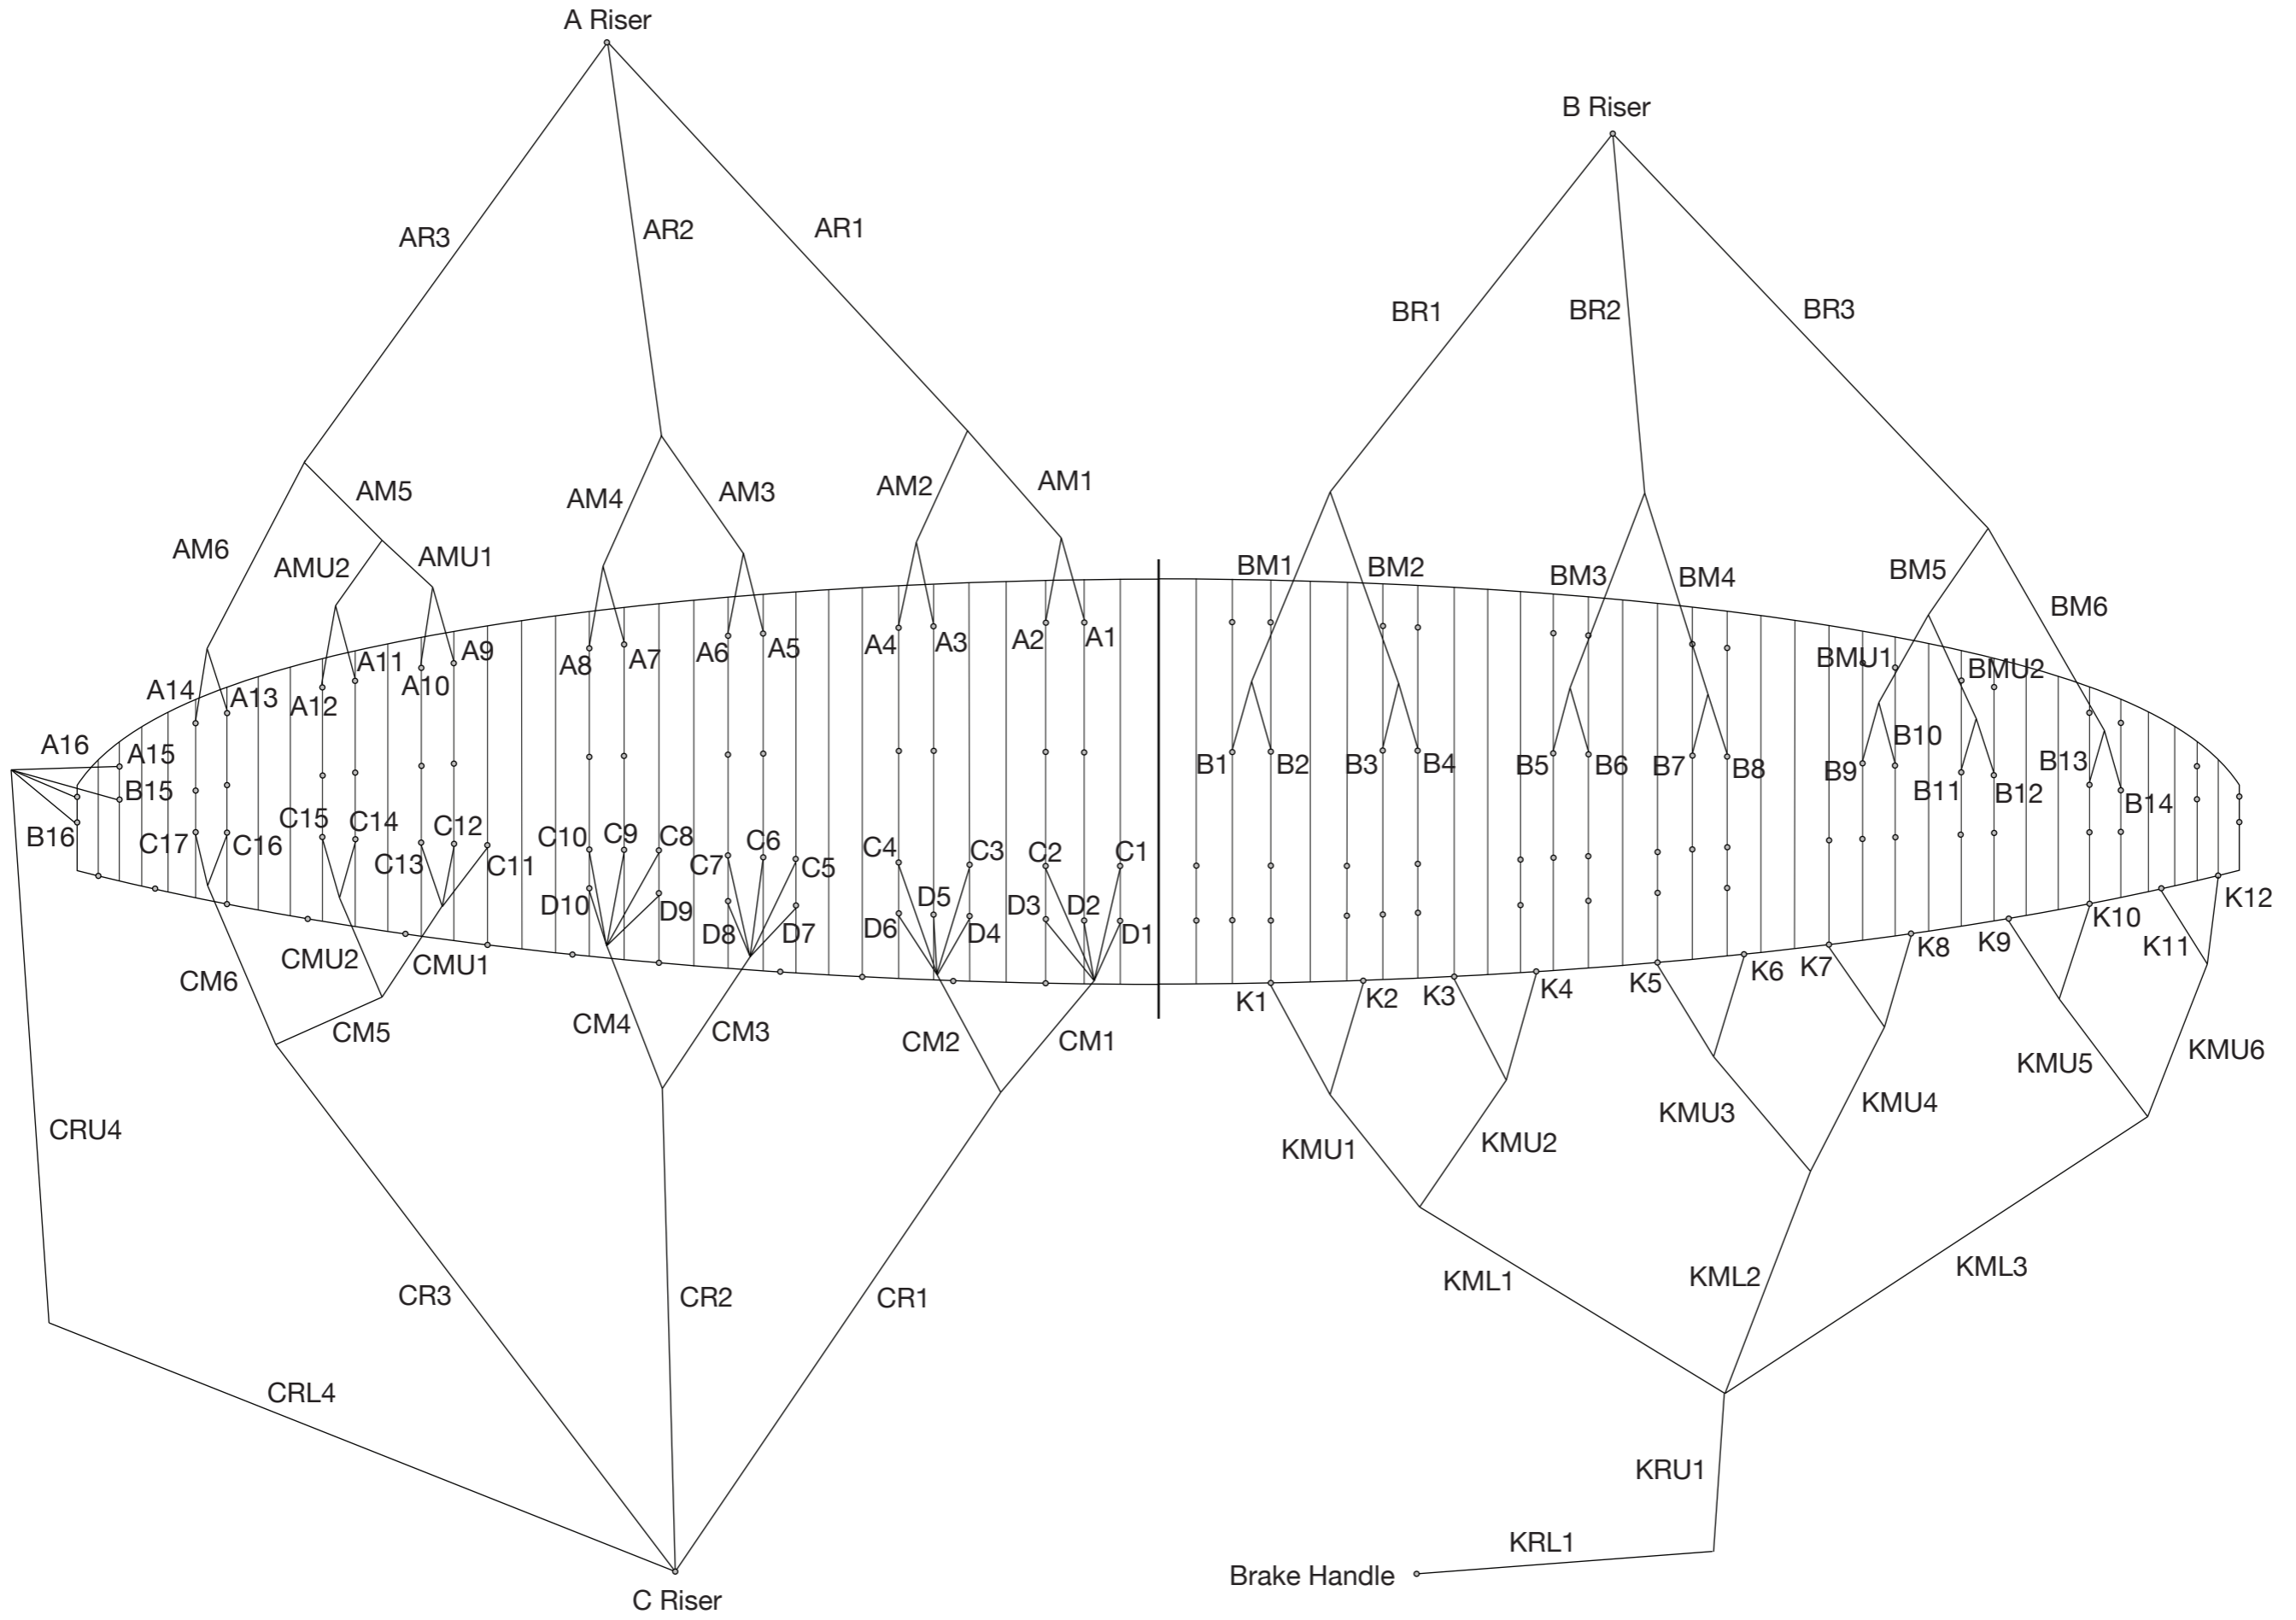 A Riser
B Riser
AR3
AR2
AR1
BR1
BR2
BR3
AM6
AM5
AM4
AM3
AM2
AM1
AMU2
AMU1
BM1
BM2
BM3
BM4
BM5
BM6
BMU1
BMU2
A16
A15
A14
A13
A12
A11
A10
A9
A8
A7
A6
A5
A4
A3
A2
A1
B15
B16
B1
B2
B3
B4
B5
B6
B7
B8
B9
B10
B11
B12
B13
B14
C17
C16
C15
C14
C13
C12
C11
C10
C9
C8
C7
C6
C5
C4
C3
C2
C1
D10
D9
D8
D7
D6
D5
D4
D3
D2
D1
K1
K2
K3
K4
K5
K6
K7
K8
K9
K10
K11
K12
CM6
CMU2
CMU1
CM5
CM4
CM3
CM2
CM1
KMU1
KMU2
KMU3
KMU4
KMU5
KMU6
CRU4
CR3
CR2
CR1
KML1
KML2
KML3
CRL4
KRU1
KRL1
Brake Handle
C Riser